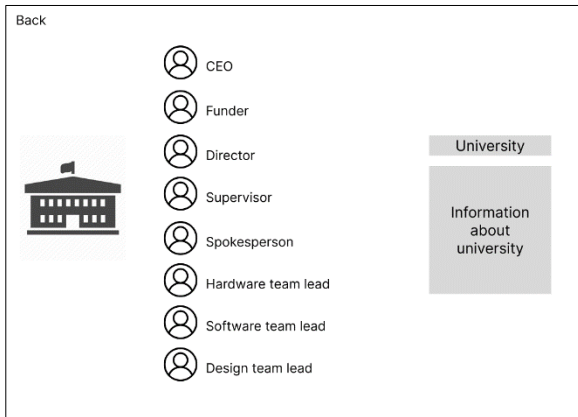 Back
CEO
Funder
Director
Supervisor
Spokesperson
Hardware team lead
Software team lead
Design team lead
University
Information
about
university